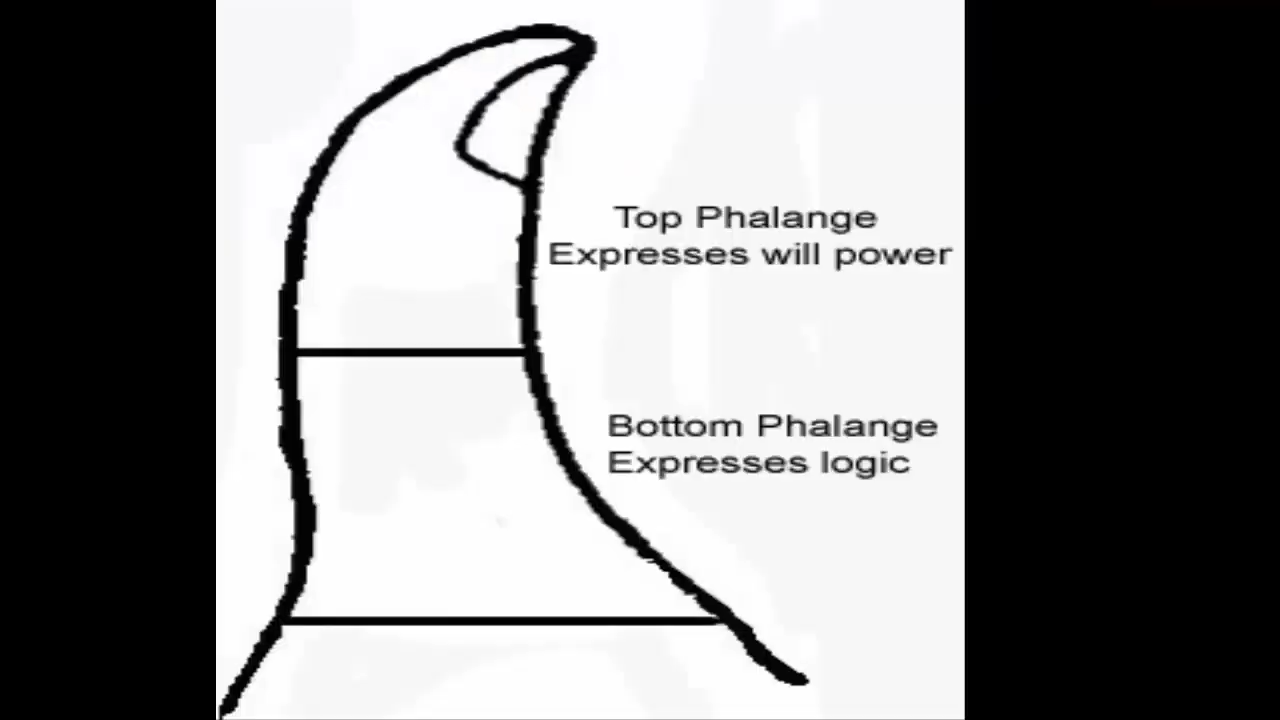 Top Phalange
Expresses will power
Bottom Phalange
Expresses logic